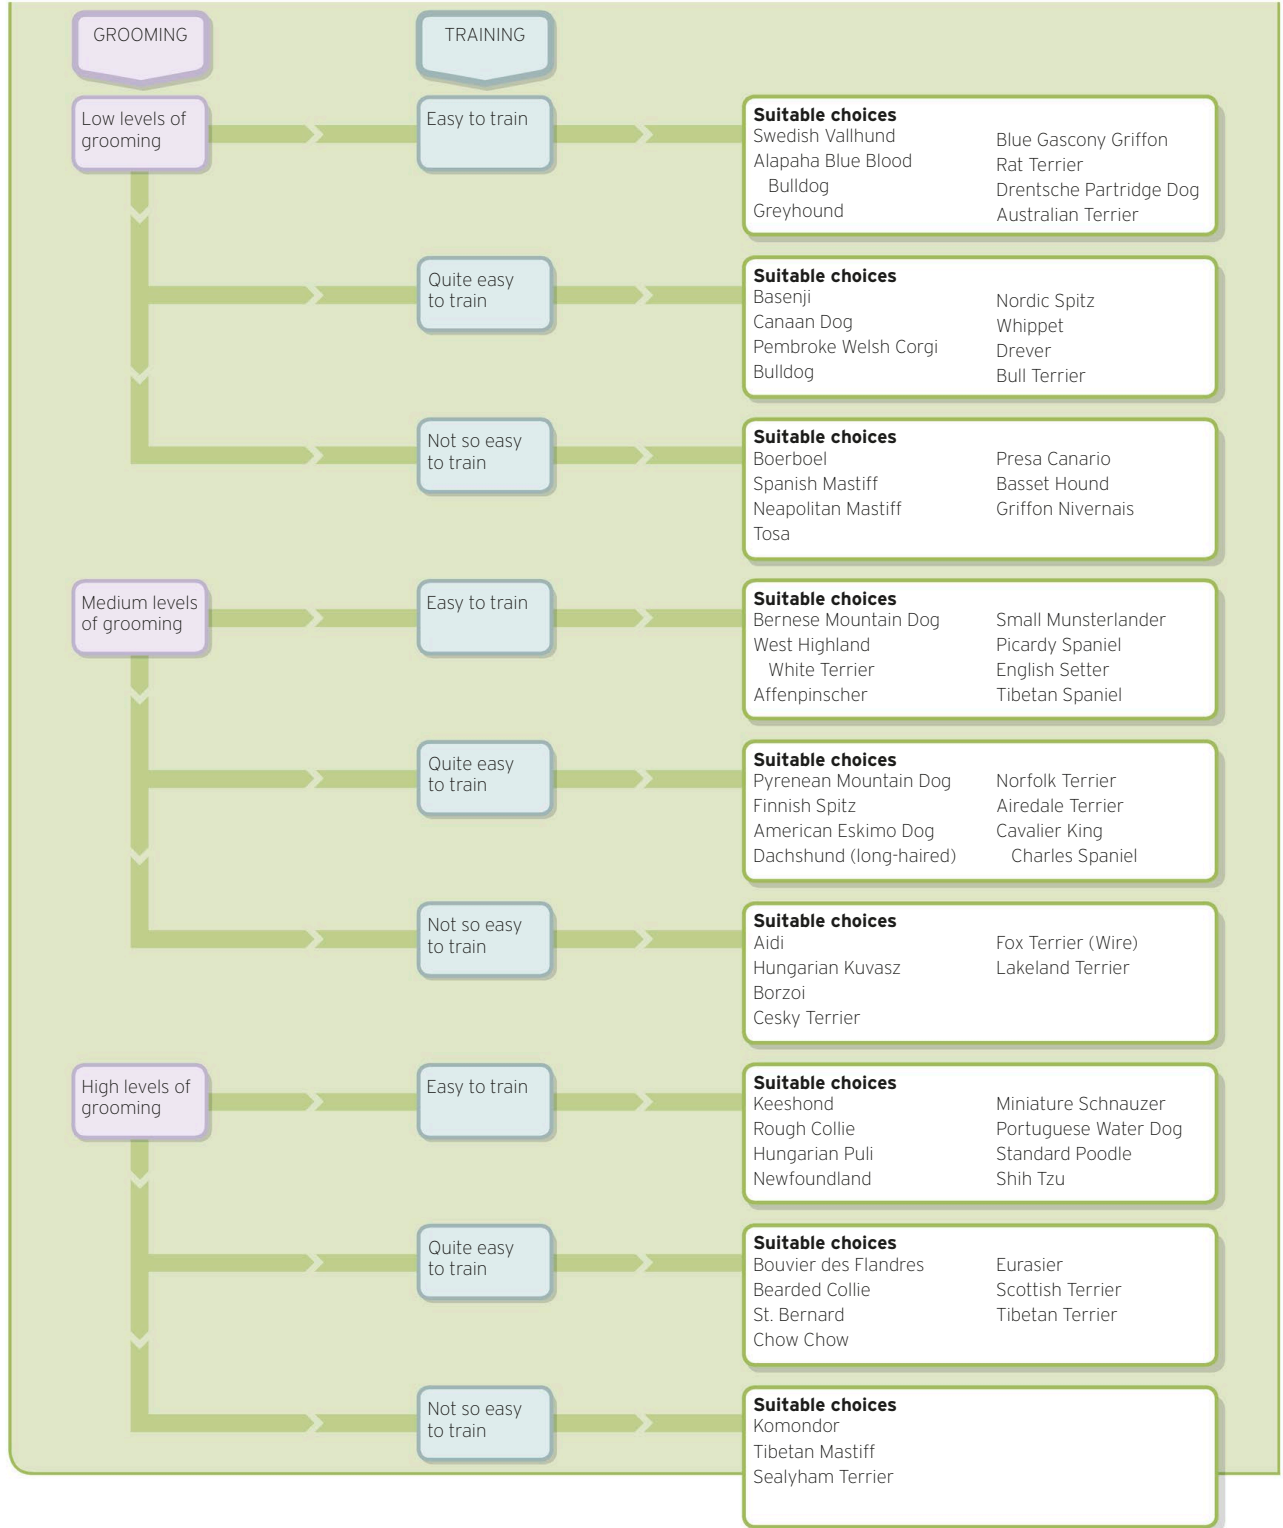 GROOMING
TRAINING
Low levels of
grooming
Easy to train
Suitable choices
Swedish Vallhund
Alapaha Blue Blood
Bulldog
Greyhound
Blue Gascony Griffon
Rat Terrier
Drentsche Partridge Dog
Australian Terrier
Quite easy
to train
Suitable choices
Basenji
Canaan Dog
Pembroke Welsh Corgi
Bulldog
Nordic Spitz
Whippet
Drever
Bull Terrier
Not so easy
to train
Suitable choices
Boerboel
Spanish Mastiff
Neapolitan Mastiff
Tosa
Presa Canario
Basset Hound
Griffon Nivernais
Medium levels
of grooming
Easy to train
Suitable choices
Bernese Mountain Dog
West Highland
White Terrier
Affenpinscher
Small Munsterlander
Picardy Spaniel
English Setter
Tibetan Spaniel
Quite easy
to train
Suitable choices
Pyrenean Mountain Dog
Finnish Spitz
American Eskimo Dog
Dachshund (long-haired)
Norfolk Terrier
Airedale Terrier
Cavalier King
Charles Spaniel
Not so easy
to train
Suitable choices
Aidi
Hungarian Kuvasz
Borzoi
Cesky Terrier
Fox Terrier (Wire)
Lakeland Terrier
High levels of
grooming
Easy to train
Suitable choices
Keeshond
Rough Collie
Hungarian Puli
Newfoundland
Miniature Schnauzer
Portuguese Water Dog
Standard Poodle
Shih Tzu
Quite easy
to train
Suitable choices
Bouvier des Flandres
Bearded Collie
St. Bernard
Chow Chow
Eurasier
Scottish Terrier
Tibetan Terrier
Not so easy
to train
Suitable choices
Komondor
Tibetan Mastiff
Sealyham Terrier